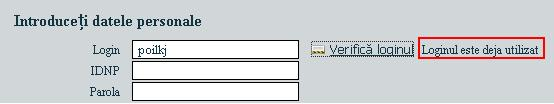 Introduceți datele personale
Login poilkj Verifică loginul Loginul este deja utilizat
IDNP
Parola